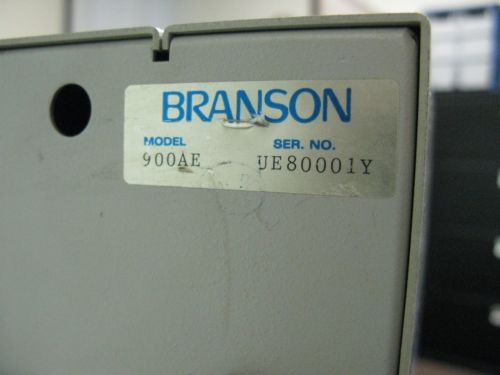 BRANSON
MODEL SER. NO.
900AE UE80001Y